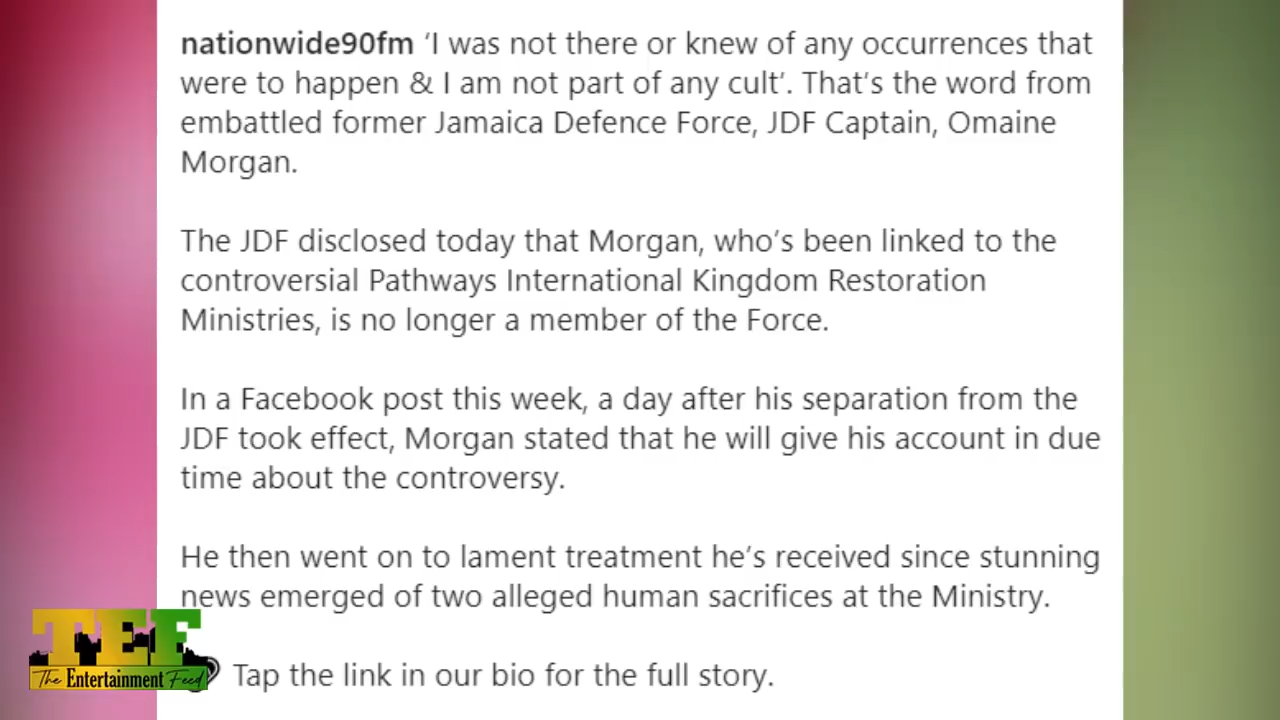 nationwide90fm ‘I was not there or knew of any occurrences that
were to happen & I am not part of any cult’. That’s the word from
embattled former Jamaica Defence Force, JDF Captain, Omaine
Morgan.
The JDF disclosed today that Morgan, who’s been linked to the
controversial Pathways International Kingdom Restoration
Ministries, is no longer a member of the Force.
In a Facebook post this week, a day after his separation from the
JDF took effect, Morgan stated that he will give his account in due
time about the controversy.
He then went on to lament treatment he’s received since stunning
news emerged of two alleged human sacrifices at the Ministry.
Tap the link in our bio for the full story.
TEF
The Entertainment Feed